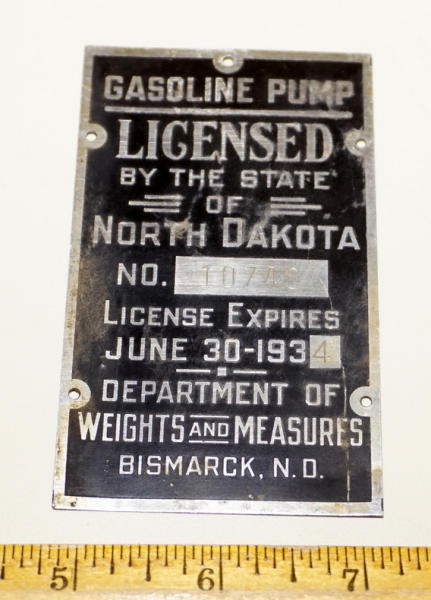 GASOLINE PUMP
LICENSED
BY THE STATE
OF
NORTH DAKOTA
NO.
LICENSE EXPIRES
JUNE 30-1934
DEPARTMENT OF
WEIGHTS AND MEASURES
BISMARCK, N.D.
5 6 7